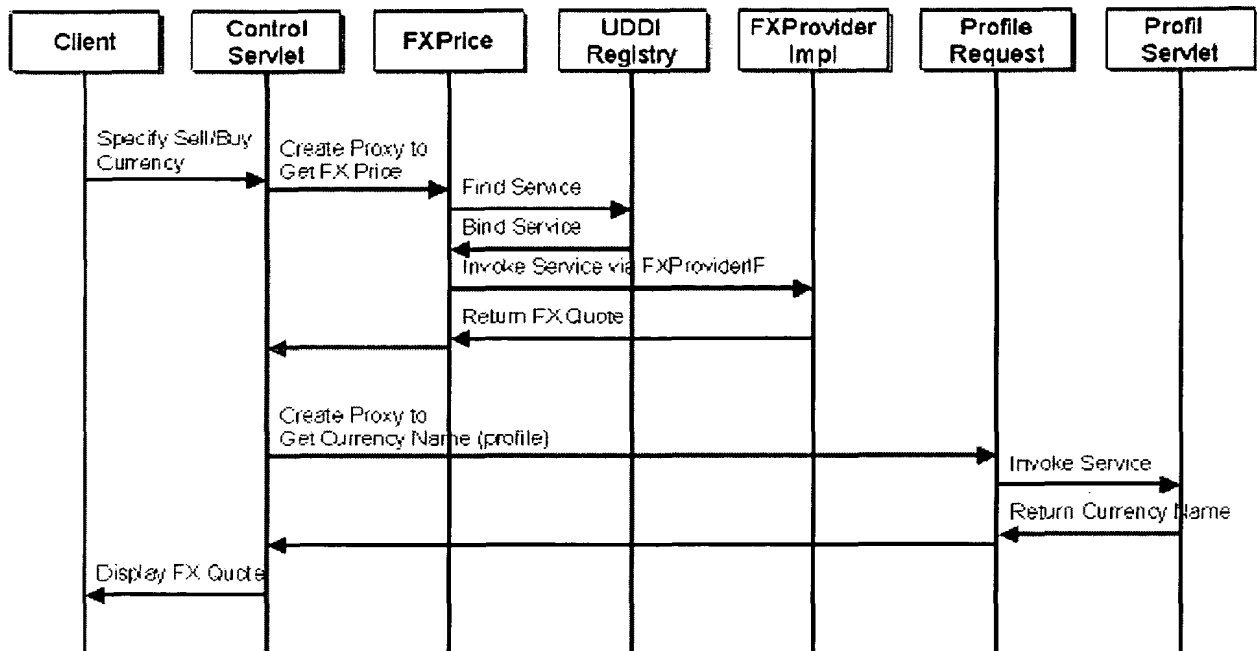 Client
Control
Servlet
FXPrice
UDDI
Registry
FXProvider
Impl
Profile
Request
Profil
Servlet
Specify Sell/Buy
Currency
Create Proxy to
Get FX Price
Find Service
Bind Service
Invoke Service via FXProviderIF
Return FX Quote
Create Proxy to
Get Currency Name (profile)
Invoke Service
Return Currency Name
Display FX Quote